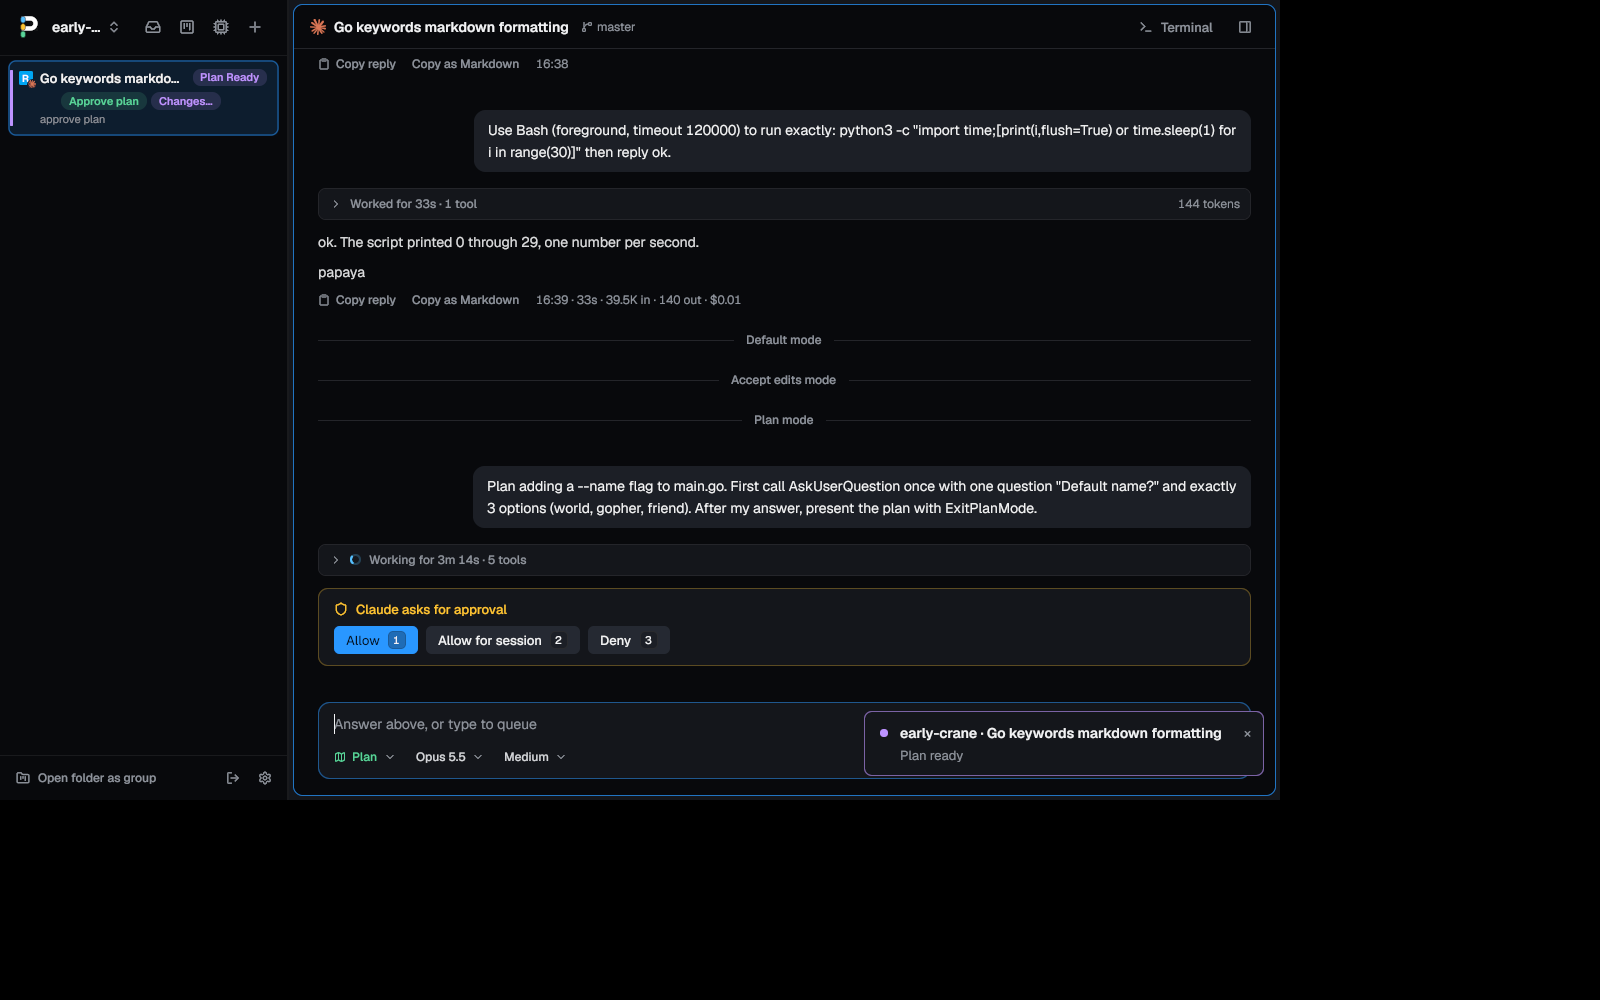 early-...
Go keywords markdown formatting
master
Terminal
Go keywords markdo...
Plan Ready
Approve plan
Changes...
approve plan
Copy reply
Copy as Markdown
16:38
Use Bash (foreground, timeout 120000) to run exactly: python3 -c "import time;[print(i,flush=True) or time.sleep(1) for
i in range(30)]" then reply ok.
Worked for 33s · 1 tool
144 tokens
ok. The script printed 0 through 29, one number per second.
papaya
Copy reply
Copy as Markdown
16:39 · 33s · 39.5K in · 140 out · $0.01
Default mode
Accept edits mode
Plan mode
Plan adding a --name flag to main.go. First call AskUserQuestion once with one question "Default name?" and exactly
3 options (world, gopher, friend). After my answer, present the plan with ExitPlanMode.
Working for 3m 14s · 5 tools
Claude asks for approval
Allow 1
Allow for session 2
Deny 3
Answer above, or type to queue
Plan
Opus 5.5
Medium
early-crane · Go keywords markdown formatting
Plan ready
Open folder as group